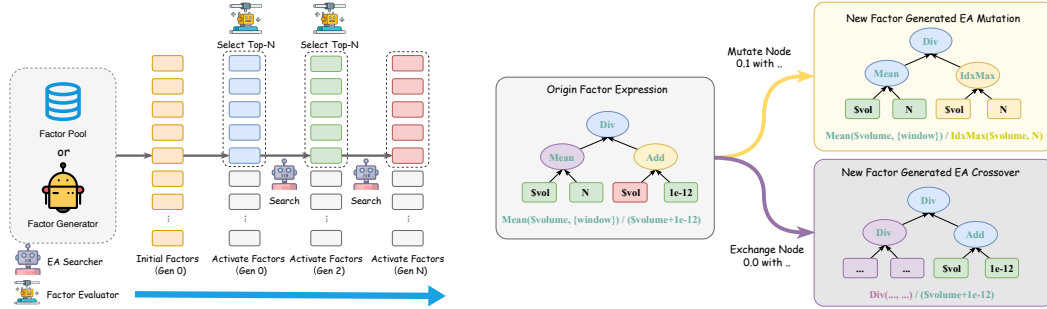 Select Top-N
Select Top-N
Factor Pool
or
Factor Generator
EA Searcher
Factor Evaluator
Search
Search
Initial Factors
(Gen 0)
Activate Factors
(Gen 0)
Activate Factors
(Gen 2)
Activate Factors
(Gen N)
Origin Factor Expression
Div
Mean
Add
$vol
N
$vol
1e-12
Mean($volume, {window}) / ($volume+1e-12)
Mutate Node
0.1 with ..
Exchange Node
0.0 with ..
New Factor Generated EA Mutation
Div
Mean
IdxMax
$vol
N
$vol
N
Mean($volume, {window}) / IdxMax($volume, N)
New Factor Generated EA Crossover
Div
Div
Add
...
...
$vol
1e-12
Div(..., ...) / ($volume+1e-12)